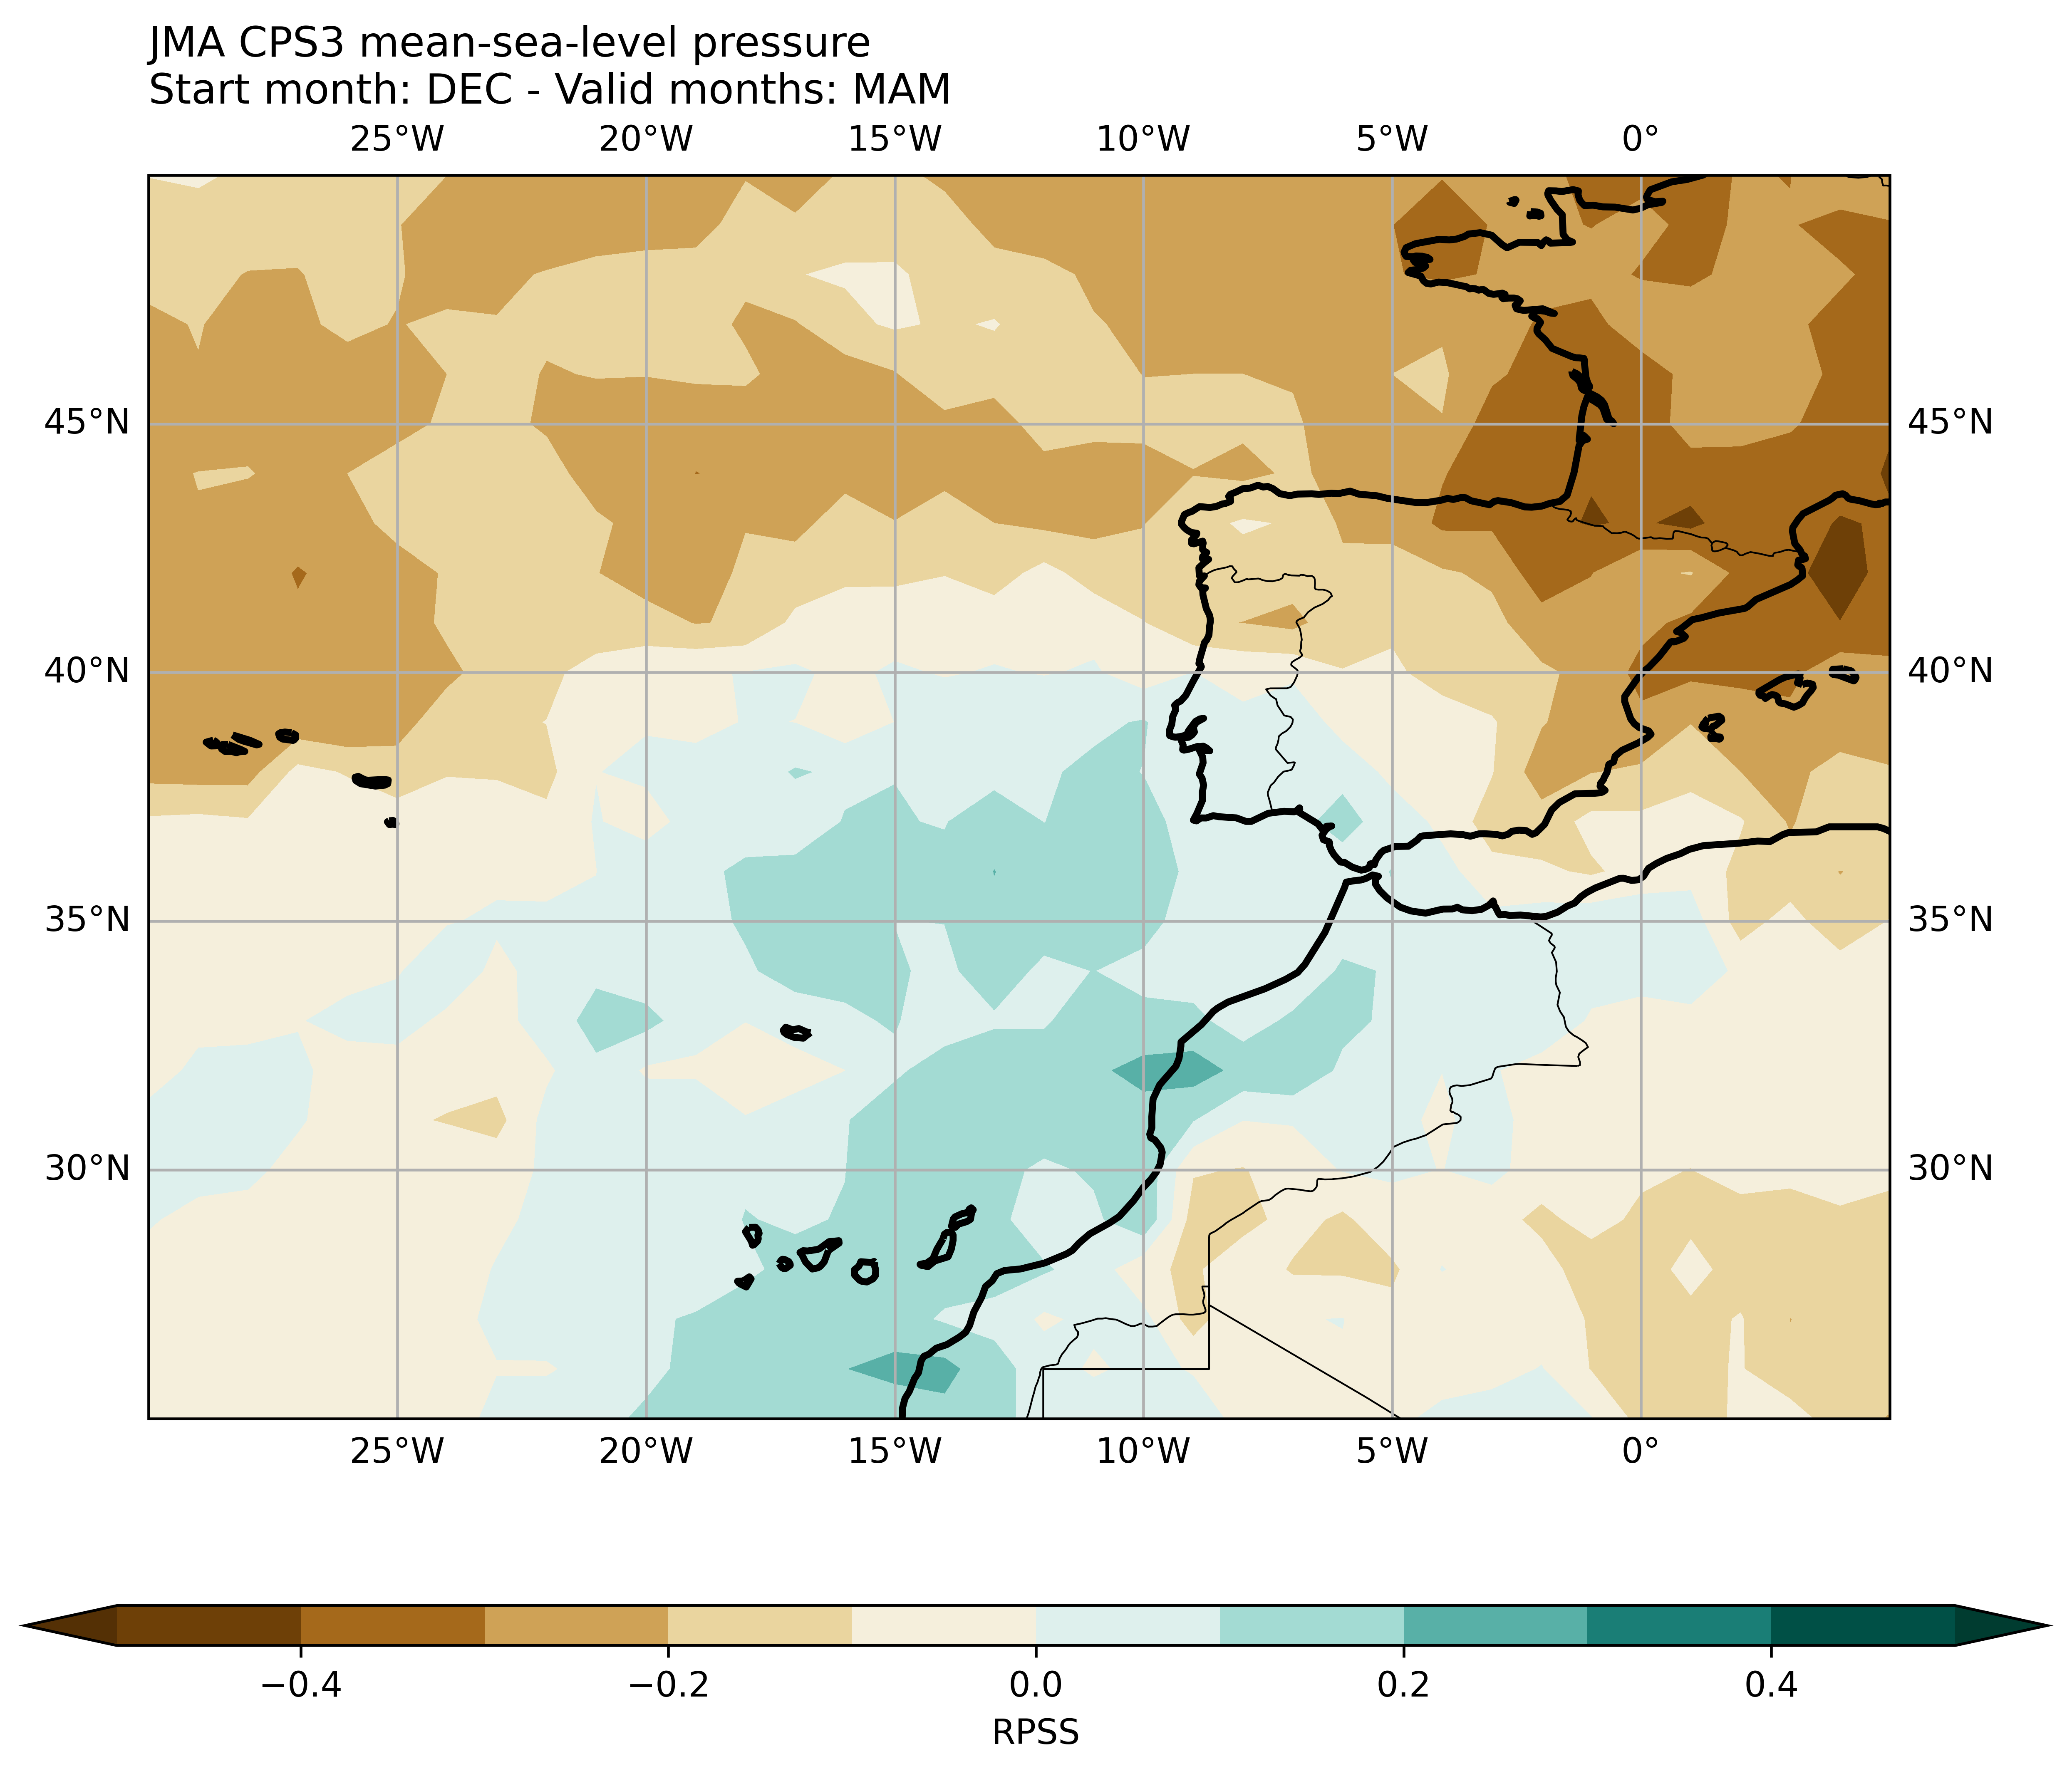 JMA CPS3 mean-sea-level pressure
Start month: DEC - Valid months: MAM
25°W 20°W 15°W 10°W 5°W 0°
45°N 45°N
40°N 40°N
35°N 35°N
30°N 30°N
25°W 20°W 15°W 10°W 5°W 0°
−0.4 −0.2 0.0 0.2 0.4
RPSS